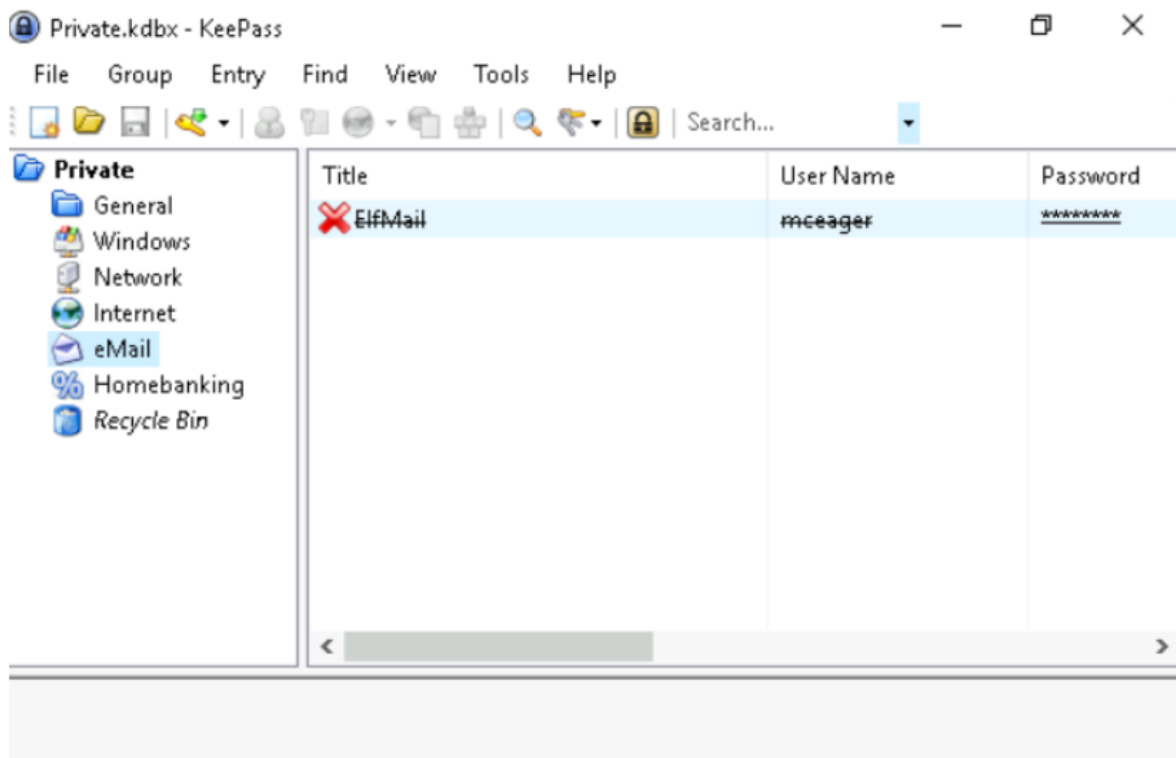 Private.kdbx - KeePass
File Group Entry Find View Tools Help
Search...
Private
General
Windows
Network
Internet
eMail
Homebanking
Recycle Bin
Title User Name Password
ElfMail mceager ********